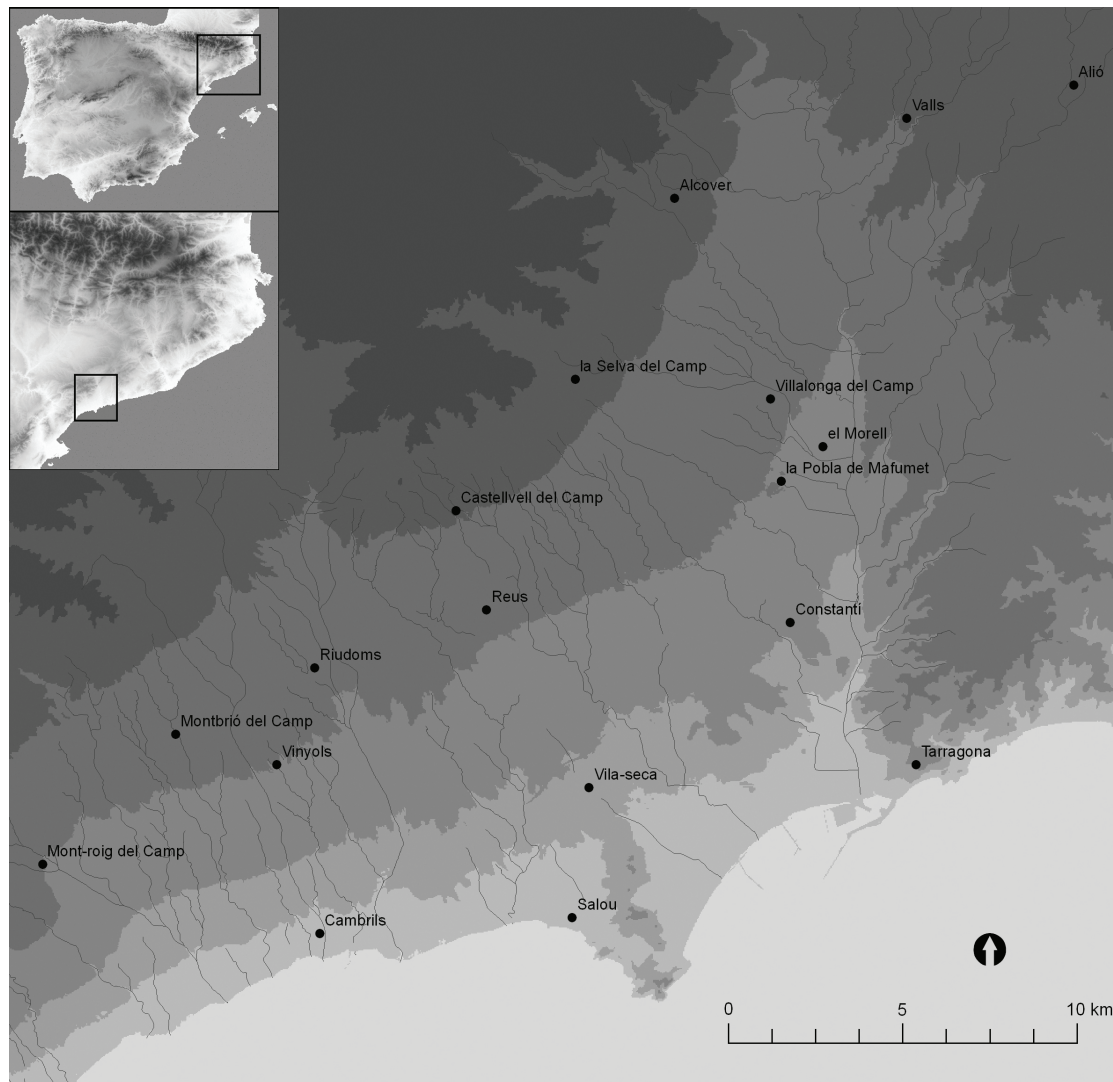 Alió
Valls
Alcover
la Selva del Camp
Villalonga del Camp
el Morell
la Pobla de Mafumet
Castellvell del Camp
Reus
Constantí
Riudoms
Montbrió del Camp
Vinyols
Tarragona
Vila-seca
Mont-roig del Camp
Salou
Cambrils
0 5 10 km